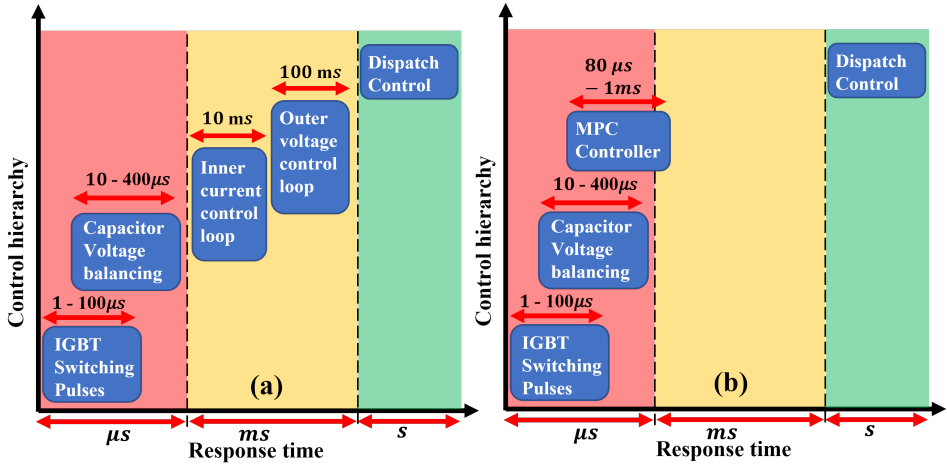 Control hierarchy
100 ms
Dispatch
Control
10 ms
Outer
voltage
control
loop
Inner
current
control
loop
10 - 400μs
Capacitor
Voltage
balancing
1 - 100μs
IGBT
Switching
Pulses
(a)
μs
ms
s
Response time
Control hierarchy
80 μs
– 1ms
Dispatch
Control
MPC
Controller
10 - 400μs
Capacitor
Voltage
balancing
1 - 100μs
IGBT
Switching
Pulses
(b)
μs
ms
s
Response time